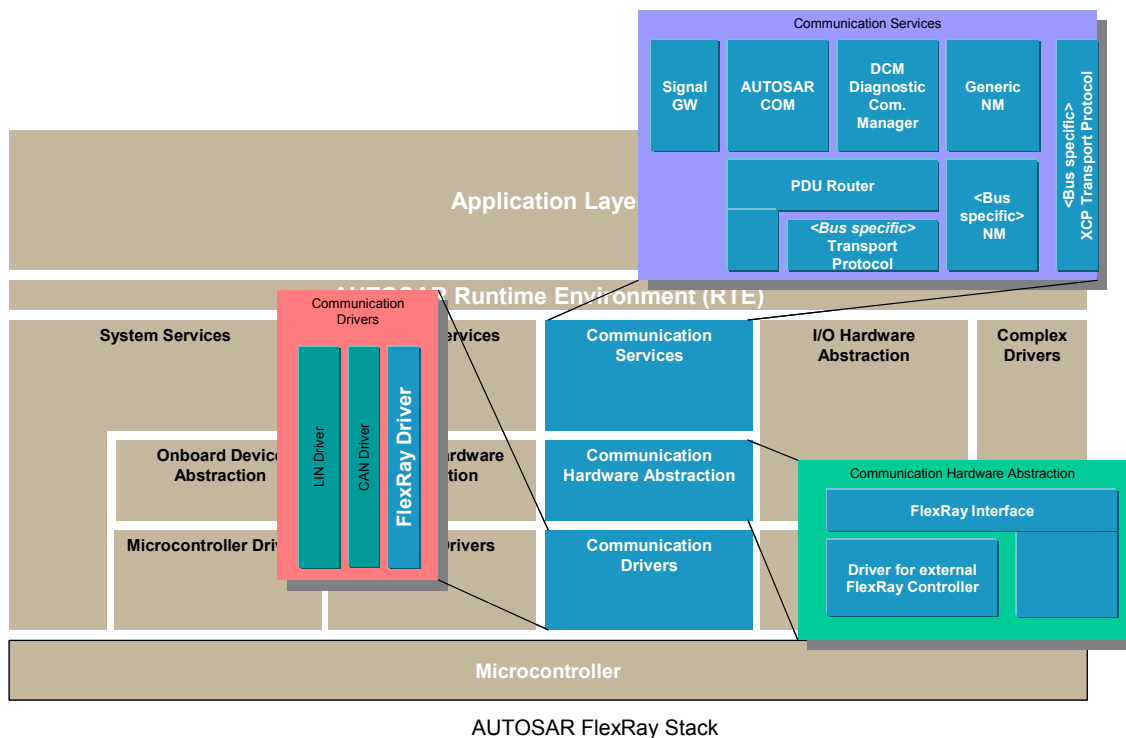 Communication Services
Signal
GW
AUTOSAR
COM
DCM
Diagnostic
Com.
Manager
Generic
NM
<Bus specific>
XCP Transport Protocol
PDU Router
<Bus specific>
Transport
Protocol
<Bus
specific>
NM
Application Laye
AUTOSAR Runtime Environment (RTE)
Communication
Drivers
LIN Driver
CAN Driver
FlexRay Driver
System Services
ervices
Communication
Services
I/O Hardware
Abstraction
Complex
Drivers
Onboard Device
Abstraction
ardware
tion
Communication
Hardware Abstraction
Communication Hardware Abstraction
FlexRay Interface
Driver for external
FlexRay Controller
Microcontroller Driv
Drivers
Communication
Drivers
Microcontroller
AUTOSAR FlexRay Stack